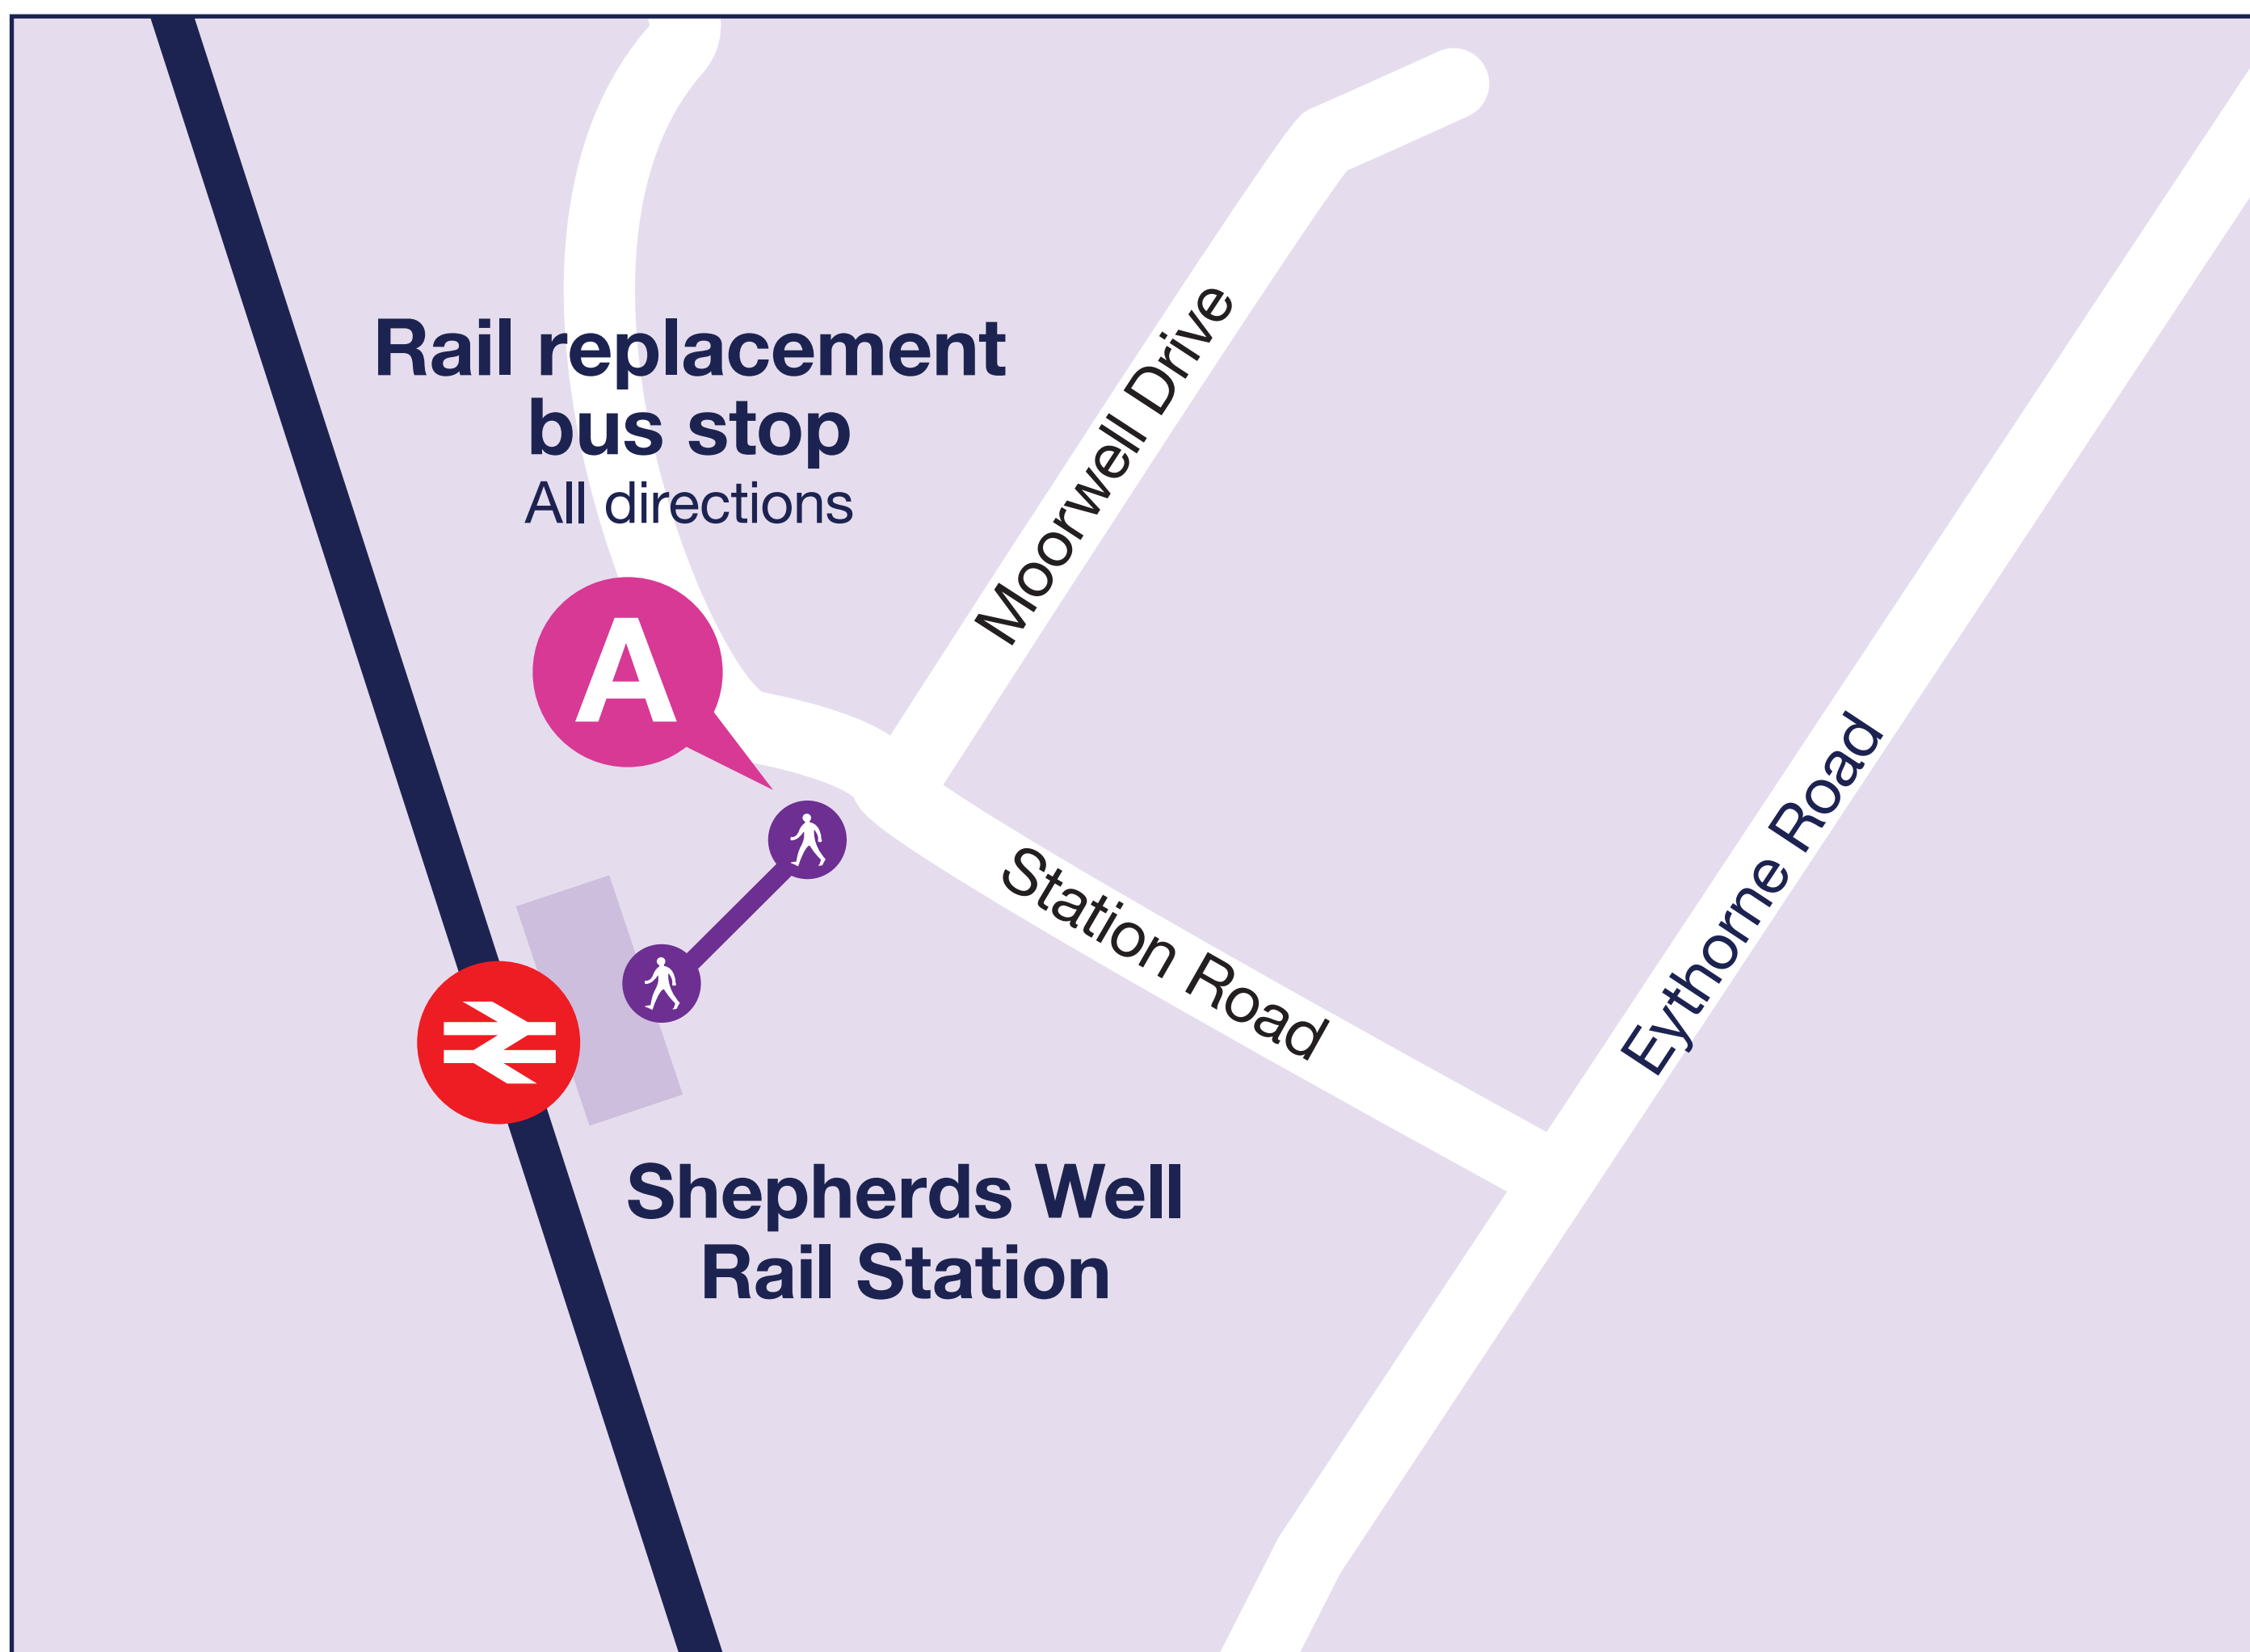 Rail replacement
bus stop
All directions
A
Moorwell Drive
Station Road
Eythorne Road
Shepherds Well
Rail Station